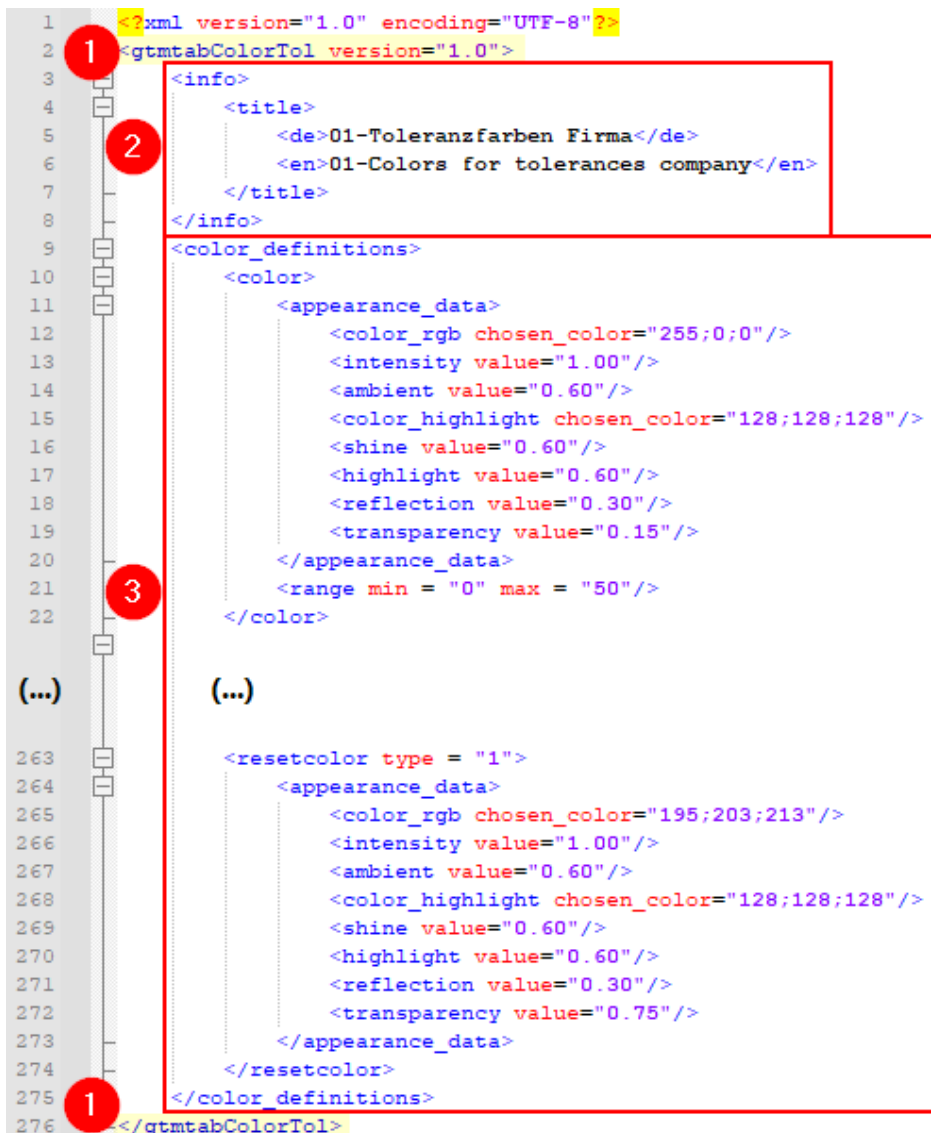 1 <?xml version="1.0" encoding="UTF-8"?>
2 1 <gtmtabColorTol version="1.0">
3 <info>
4 <title>
5 <de>01-Toleranzfarben Firma</de>
2
6 <en>01-Colors for tolerances company</en>
7 </title>
8 </info>
9 <color_definitions>
10 <color>
11 <appearance_data>
12 <color_rgb chosen_color="255;0;0"/>
13 <intensity value="1.00"/>
14 <ambient value="0.60"/>
15 <color_highlight chosen_color="128;128;128"/>
16 <shine value="0.60"/>
17 <highlight value="0.60"/>
18 <reflection value="0.30"/>
19 <transparency value="0.15"/>
20 </appearance_data>
21 3 <range min = "0" max = "50"/>
22 </color>
(...) (...)
263 <resetcolor type = "1">
264 <appearance_data>
265 <color_rgb chosen_color="195;203;213"/>
266 <intensity value="1.00"/>
267 <ambient value="0.60"/>
268 <color_highlight chosen_color="128;128;128"/>
269 <shine value="0.60"/>
270 <highlight value="0.60"/>
271 <reflection value="0.30"/>
272 <transparency value="0.75"/>
273 </appearance_data>
274 </resetcolor>
275 1 </color_definitions>
276 </gtmtabColorTol>